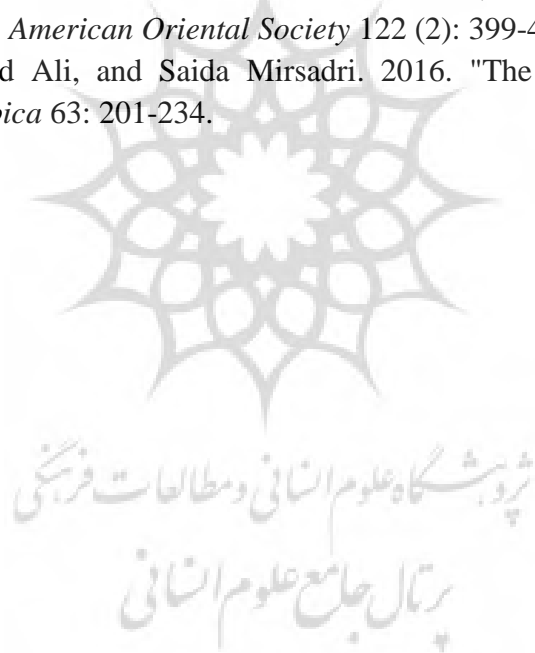 American Oriental Society 122 (2): 399-4
d Ali, and Saida Mirsadri. 2016. "The
ica 63: 201-234.
پژوهشگاه علوم انسانی و مطالعات فرهنگی
پرتال جامع علوم انسانی